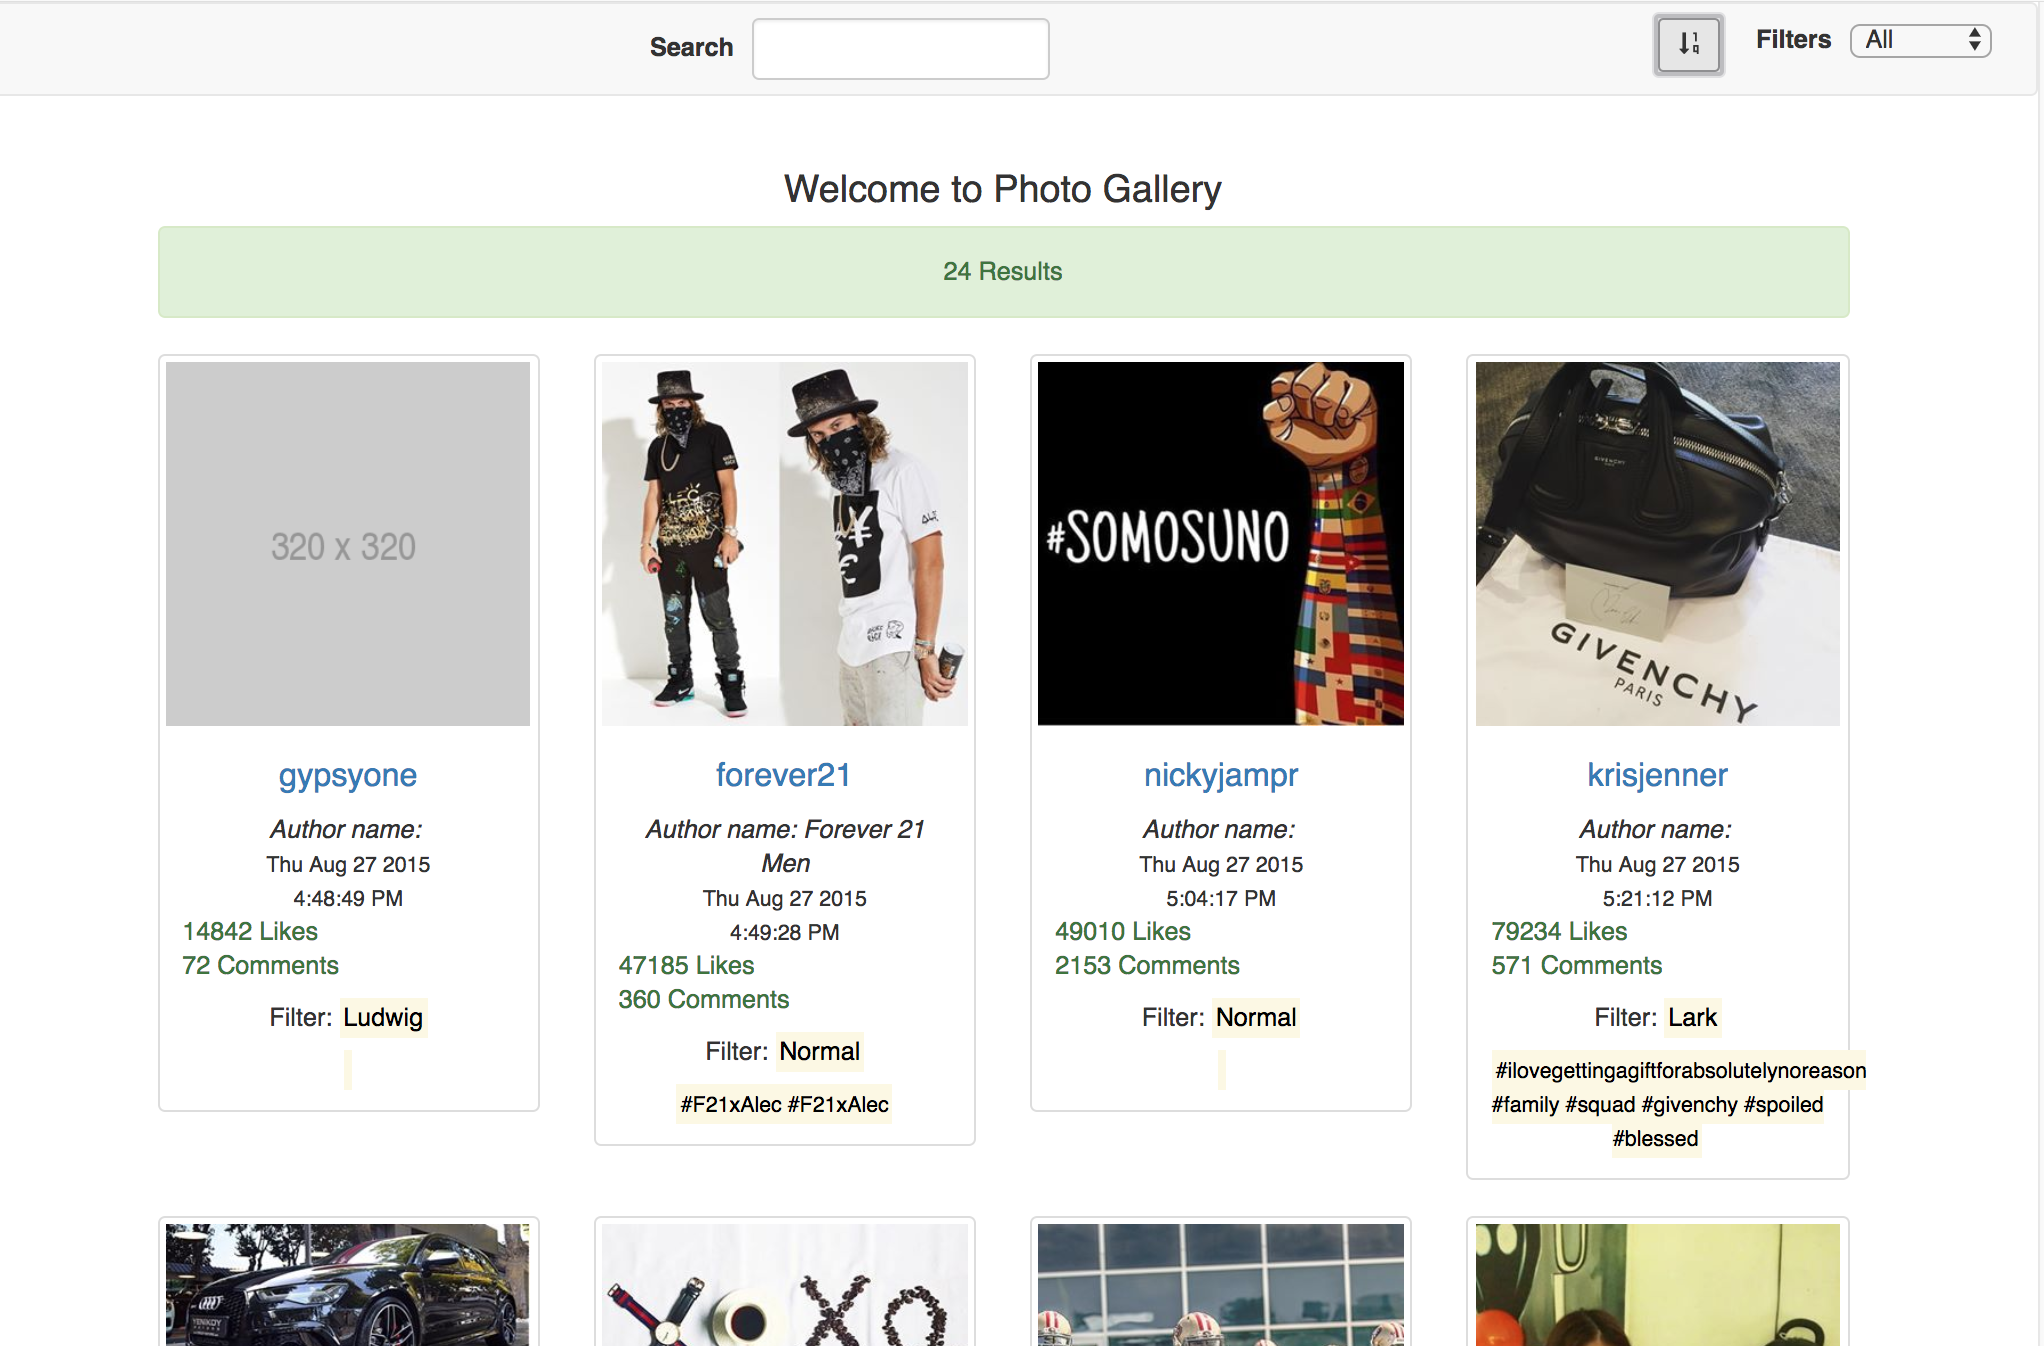 Search
Filters All
Welcome to Photo Gallery
24 Results
320 x 320
#SOMOSUNO
GIVENCHY
PARIS
GIVENCHY
PARIS
gypsyone
Author name:
Thu Aug 27 2015
4:48:49 PM
14842 Likes
72 Comments
Filter: Ludwig
forever21
Author name: Forever 21
Men
Thu Aug 27 2015
4:49:28 PM
47185 Likes
360 Comments
Filter: Normal
#F21xAlec #F21xAlec
nickyjampr
Author name:
Thu Aug 27 2015
5:04:17 PM
49010 Likes
2153 Comments
Filter: Normal
krisjenner
Author name:
Thu Aug 27 2015
5:21:12 PM
79234 Likes
571 Comments
Filter: Lark
#ilovegettingagiftforabsolutelynoreason
#family #squad #givenchy #spoiled
#blessed
YENIKOY
XO